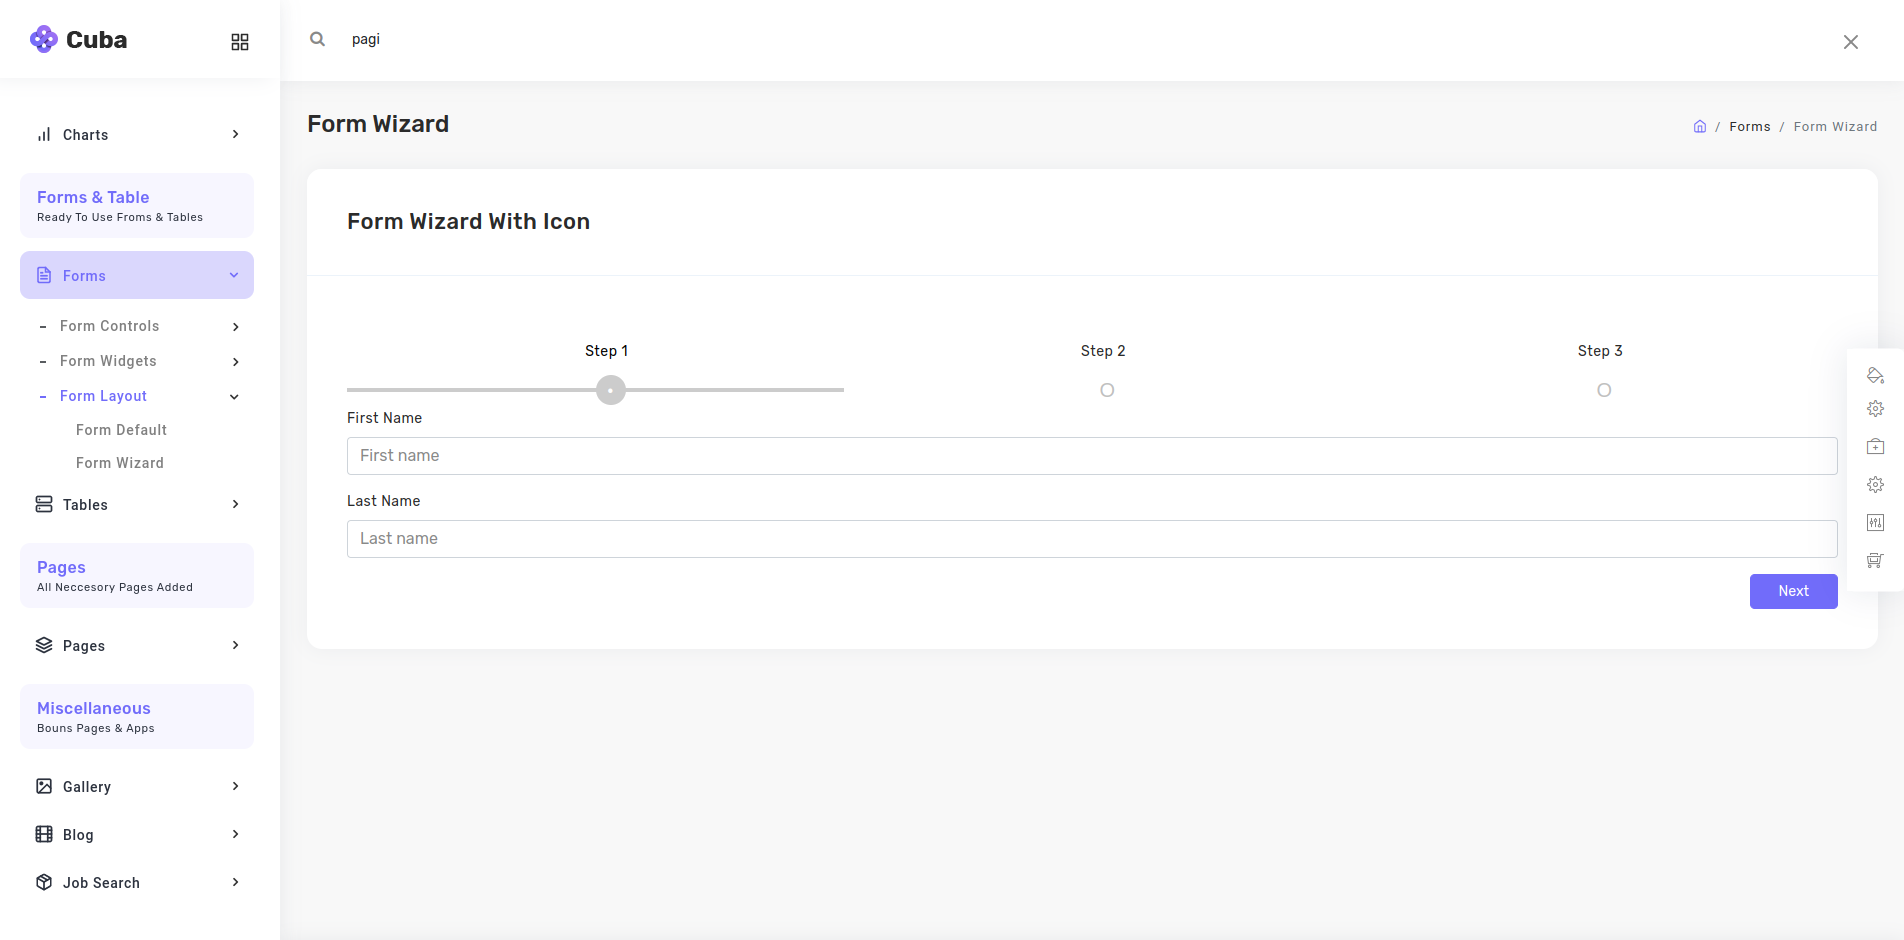 Cuba
pagi
Charts
Forms & Table
Ready To Use Froms & Tables
Forms
Form Controls
Form Widgets
Form Layout
Form Default
Form Wizard
Tables
Pages
All Neccesory Pages Added
Pages
Miscellaneous
Bouns Pages & Apps
Gallery
Blog
Job Search
Form Wizard
/ Forms / Form Wizard
Form Wizard With Icon
Step 1 Step 2 Step 3
First Name
First name
Last Name
Last name
Next